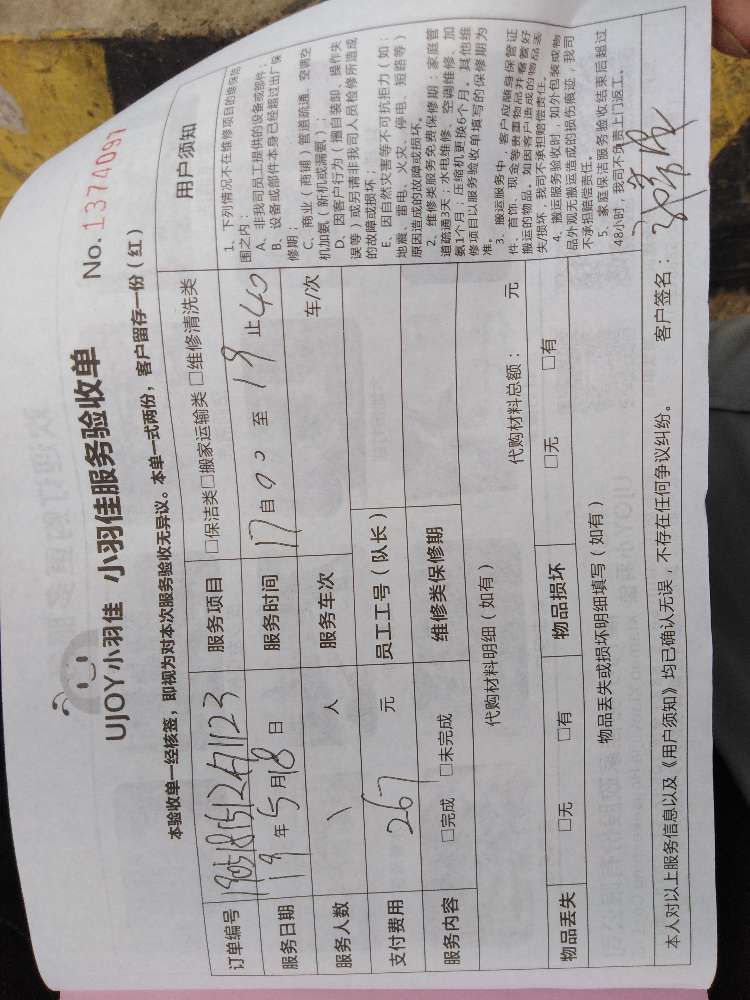 UJOY小羽佳 小羽佳服务验收单 No. 1374097
本验收单一经核签，即视为对本次服务验收无异议。本单一式两份，客户留存一份（红）
订单编号
服务项目 □保洁类□搬家运输类 □维修清洗类
服务日期 19年5月18日
服务时间 17自00至19止40
服务人数 \ 人
服务车次 车/次
支付费用 267 元
员工工号（队长）
服务内容 □完成 □未完成
维修类保修期
代购材料明细（如有） 代购材料总额： 元
物品丢失 □无 □有
物品损坏 □无 □有
物品丢失或损坏明细填写（如有）
用户须知
1、下列情况不在维修项目的维保范
围之内：
A、非我司员工提供的设备或部件；
B、设备或部件本身已经超过出厂保
修期；
C、商业（商铺）管道疏通、空调空
机加氨（新机或漏氨）；
D、因客户行为（擅自装卸、操作失
误等）或另请非我司人员检修所造成
的故障或损坏；
E、因自然灾害等不可抗拒力（如：
地震、雷电、火灾、停电、短路等）
原因造成的故障或损坏。
2、维修类服务免费保修期：家庭管
道疏通3天；水电维修、空调维修、加
氨1个月；压缩机更换6个月。其他维
修项目以服务验收单填写的保修期为
准。
3、搬运服务中，客户应随身保管证
件、首饰、现金等贵重物品并看管好
搬运的物品。如因客户造成的物品丢
失/损坏，我司不承担赔偿责任。
4、搬运服务验收时，如外包装或物
品外观无搬运造成的损伤痕迹，我司
不承担赔偿责任。
5、家庭保洁服务验收结束后超过
48小时，我司不负责上门返工。
本人对以上服务信息以及《用户须知》均已确认无误，不存在任何争议纠纷。 客户签名：